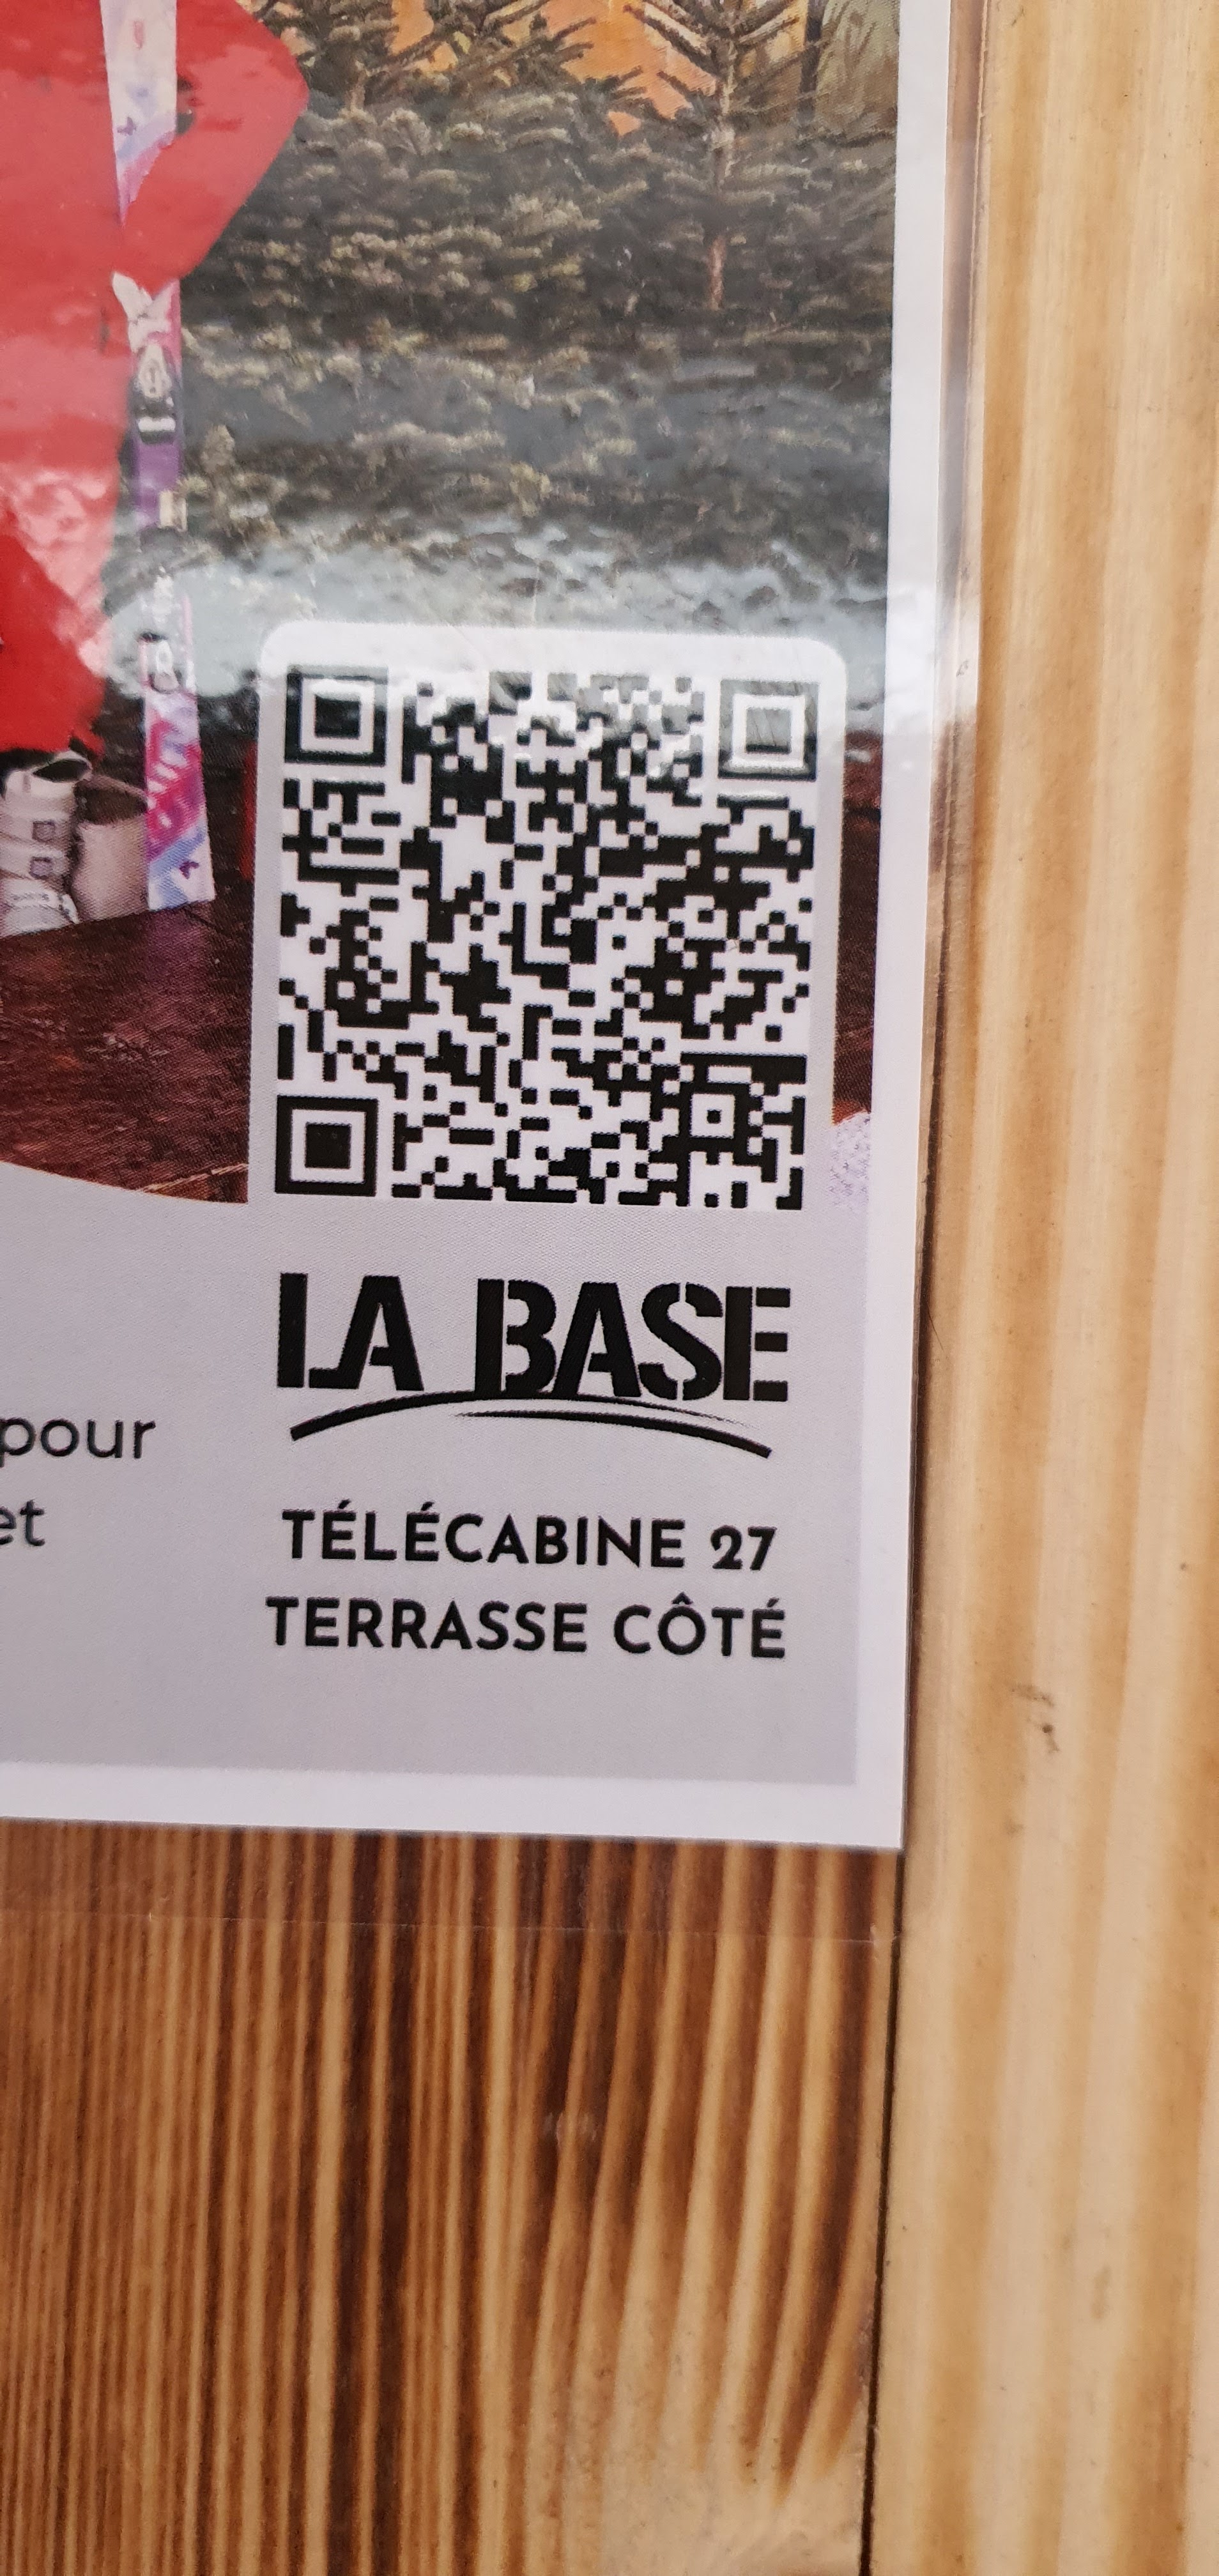 LA BASE
pour
et
TÉLÉCABINE 27
TERRASSE CÔTÉ